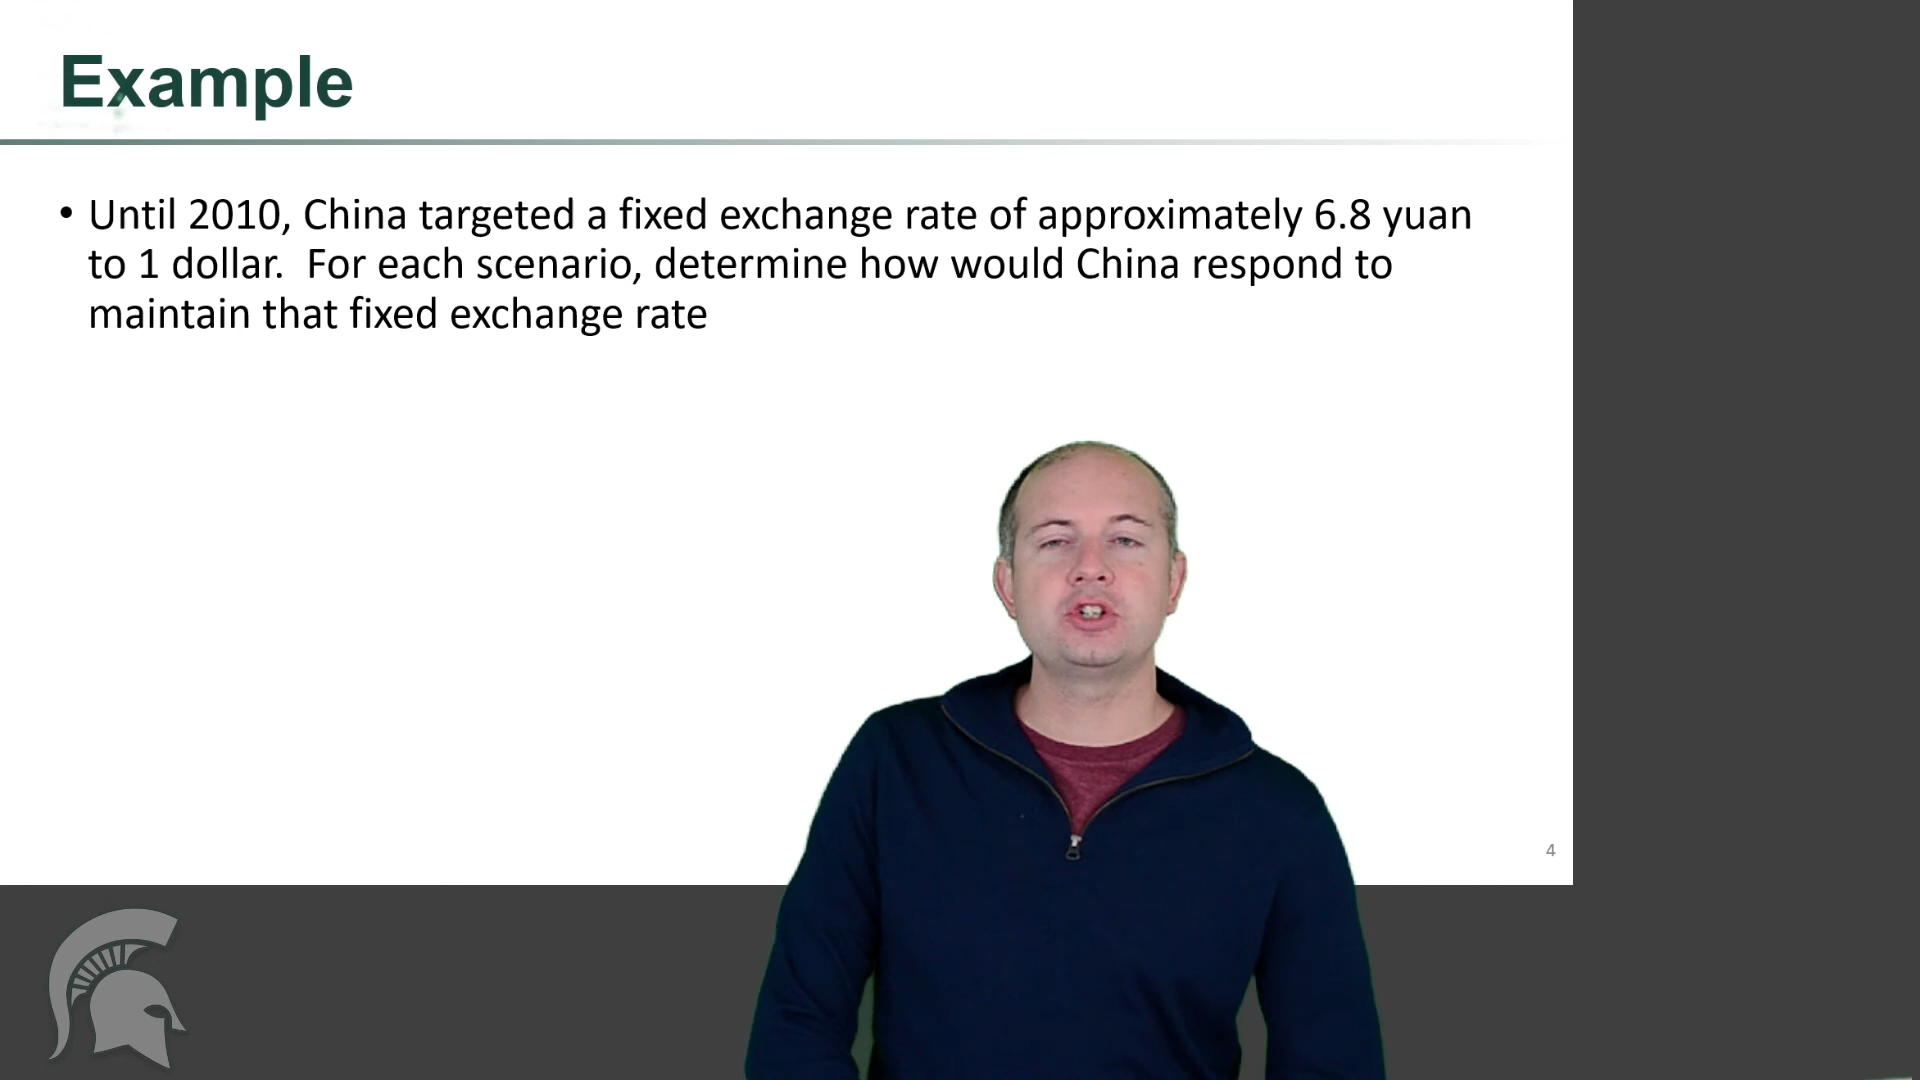 Example
• Until 2010, China targeted a fixed exchange rate of approximately 6.8 yuan
to 1 dollar.  For each scenario, determine how would China respond to
maintain that fixed exchange rate
4